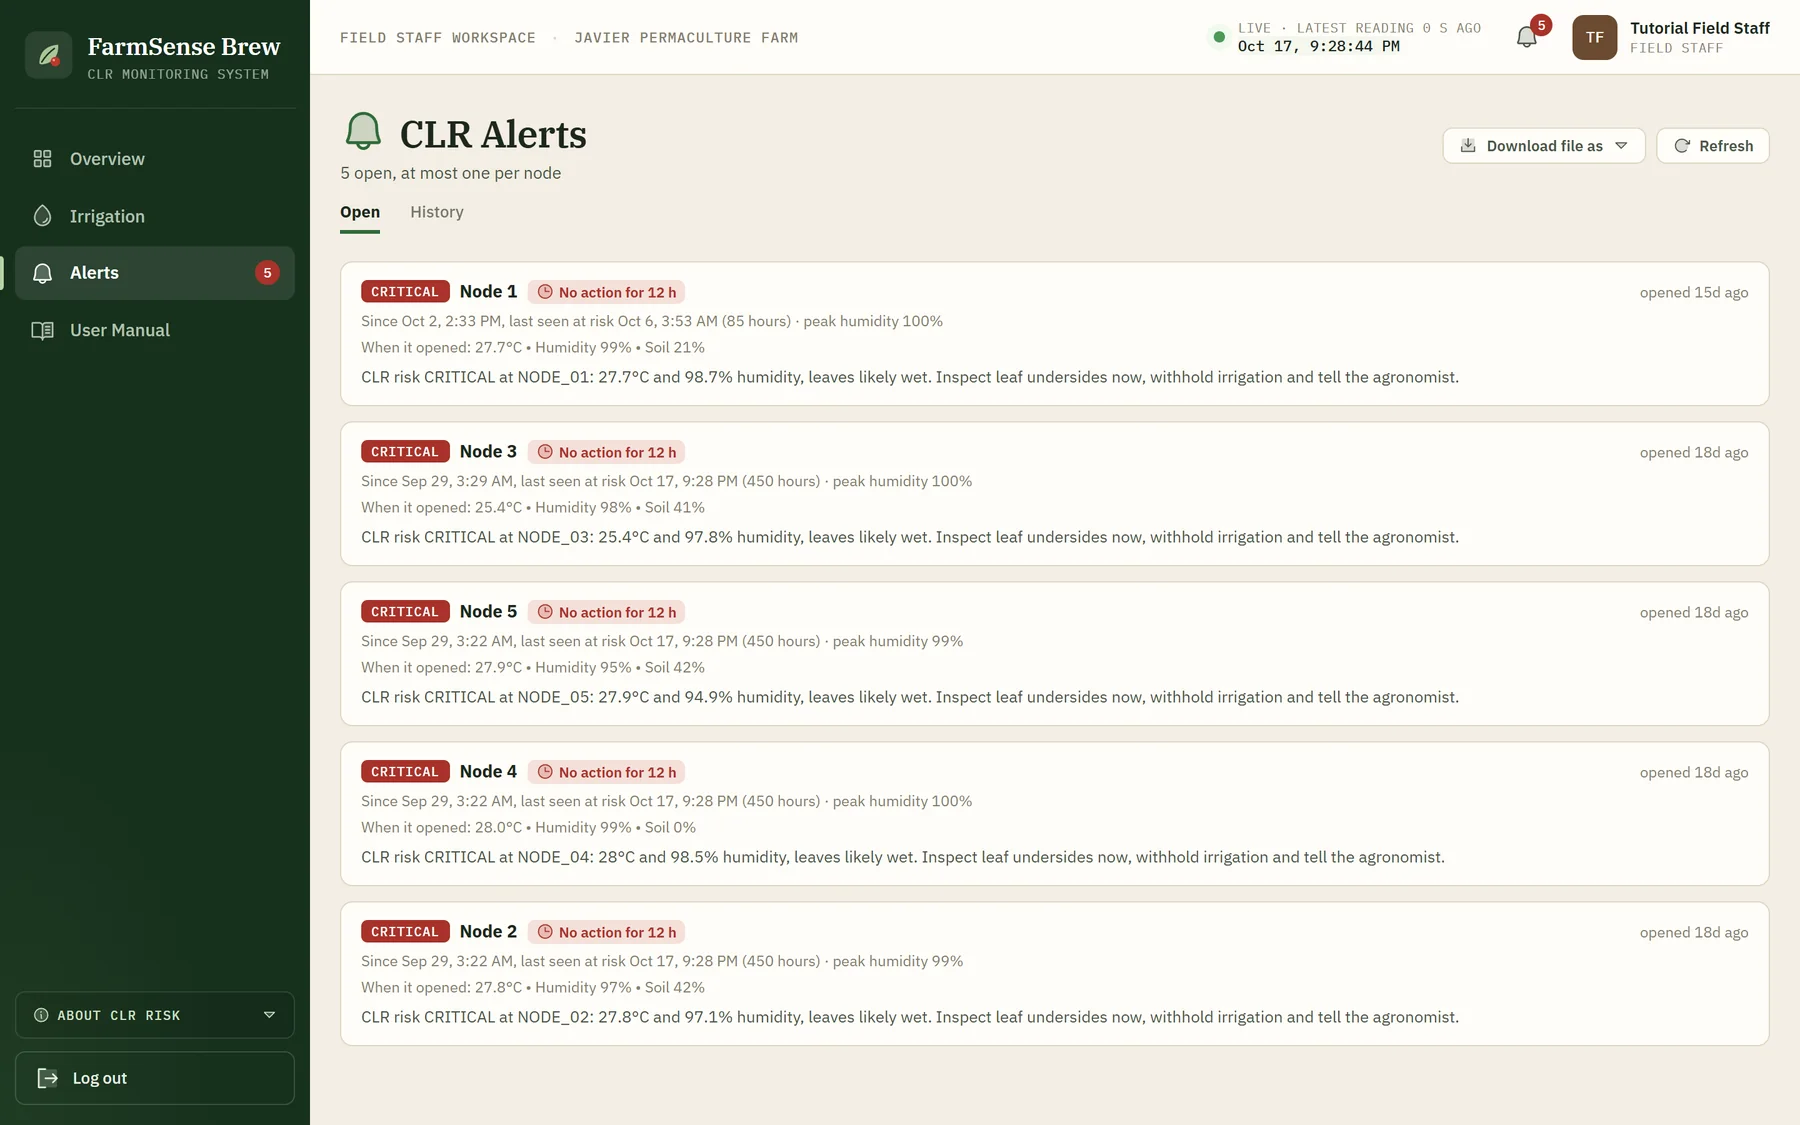 FarmSense Brew
CLR MONITORING SYSTEM
Overview
Irrigation
Alerts 5
User Manual
ABOUT CLR RISK
Log out
FIELD STAFF WORKSPACE · JAVIER PERMACULTURE FARM
LIVE · LATEST READING 0 S AGO
Oct 17, 9:28:44 PM
5
TF
Tutorial Field Staff
FIELD STAFF
CLR Alerts
5 open, at most one per node
Download file as
Refresh
Open History
CRITICAL Node 1 No action for 12 h opened 15d ago
Since Oct 2, 2:33 PM, last seen at risk Oct 6, 3:53 AM (85 hours) · peak humidity 100%
When it opened: 27.7°C • Humidity 99% • Soil 21%
CLR risk CRITICAL at NODE_01: 27.7°C and 98.7% humidity, leaves likely wet. Inspect leaf undersides now, withhold irrigation and tell the agronomist.
CRITICAL Node 3 No action for 12 h opened 18d ago
Since Sep 29, 3:29 AM, last seen at risk Oct 17, 9:28 PM (450 hours) · peak humidity 100%
When it opened: 25.4°C • Humidity 98% • Soil 41%
CLR risk CRITICAL at NODE_03: 25.4°C and 97.8% humidity, leaves likely wet. Inspect leaf undersides now, withhold irrigation and tell the agronomist.
CRITICAL Node 5 No action for 12 h opened 18d ago
Since Sep 29, 3:22 AM, last seen at risk Oct 17, 9:28 PM (450 hours) · peak humidity 99%
When it opened: 27.9°C • Humidity 95% • Soil 42%
CLR risk CRITICAL at NODE_05: 27.9°C and 94.9% humidity, leaves likely wet. Inspect leaf undersides now, withhold irrigation and tell the agronomist.
CRITICAL Node 4 No action for 12 h opened 18d ago
Since Sep 29, 3:22 AM, last seen at risk Oct 17, 9:28 PM (450 hours) · peak humidity 100%
When it opened: 28.0°C • Humidity 99% • Soil 0%
CLR risk CRITICAL at NODE_04: 28°C and 98.5% humidity, leaves likely wet. Inspect leaf undersides now, withhold irrigation and tell the agronomist.
CRITICAL Node 2 No action for 12 h opened 18d ago
Since Sep 29, 3:22 AM, last seen at risk Oct 17, 9:28 PM (450 hours) · peak humidity 99%
When it opened: 27.8°C • Humidity 97% • Soil 42%
CLR risk CRITICAL at NODE_02: 27.8°C and 97.1% humidity, leaves likely wet. Inspect leaf undersides now, withhold irrigation and tell the agronomist.